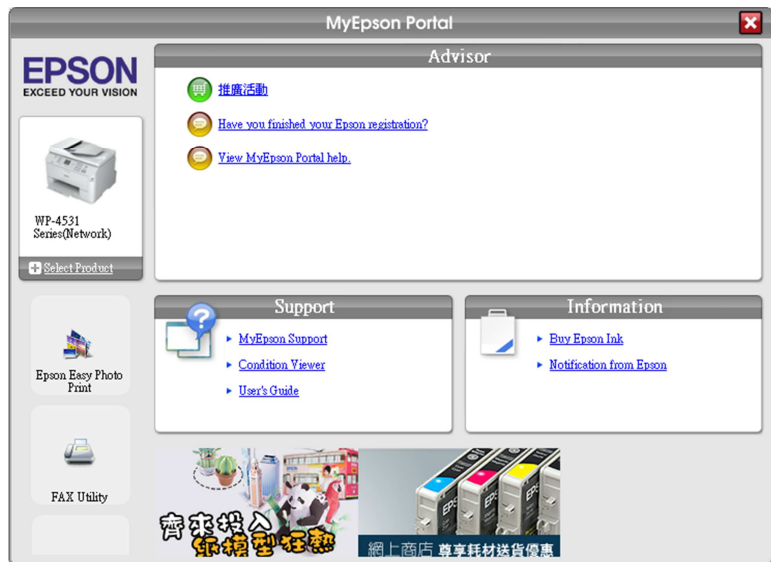 MyEpson Portal
EPSON
EXCEED YOUR VISION
WP-4531
Series(Network)
Select Product
Epson Easy Photo
Print
FAX Utility
Advisor
推廣活動
Have you finished your Epson registration?
View MyEpson Portal help.
Support
MyEpson Support
Condition Viewer
User's Guide
Information
Buy Epson Ink
Notification from Epson
齊來投入
紙模型狂熱
EPS
EPS
EPSO
網上商店 尊享耗材送貨優惠